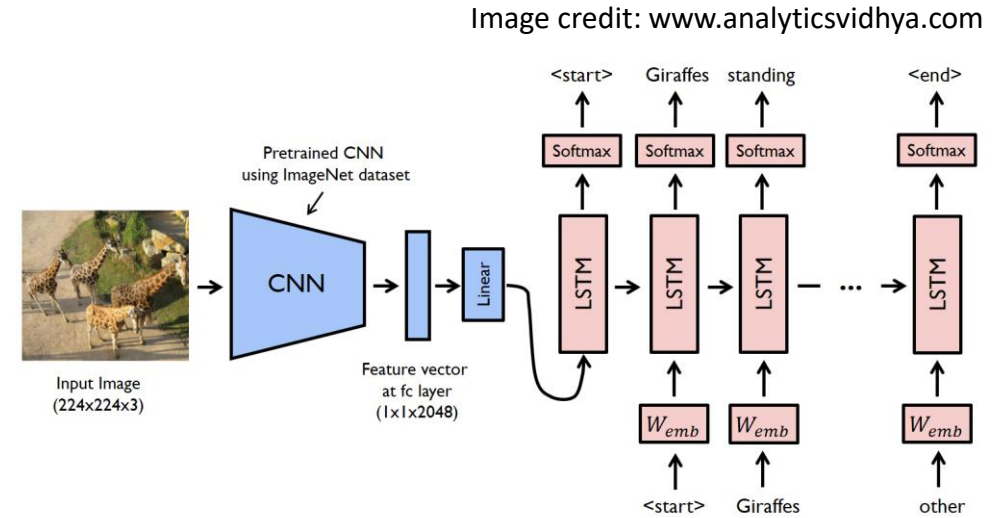 Image credit: www.analyticsvidhya.com
<start> Giraffes standing <end>
Softmax Softmax Softmax Softmax
Pretrained CNN
using ImageNet dataset
CNN
Linear
LSTM LSTM LSTM ... LSTM
Input Image
(224x224x3)
Feature vector
at fc layer
(1x1x2048)
W_emb W_emb W_emb
<start> Giraffes other